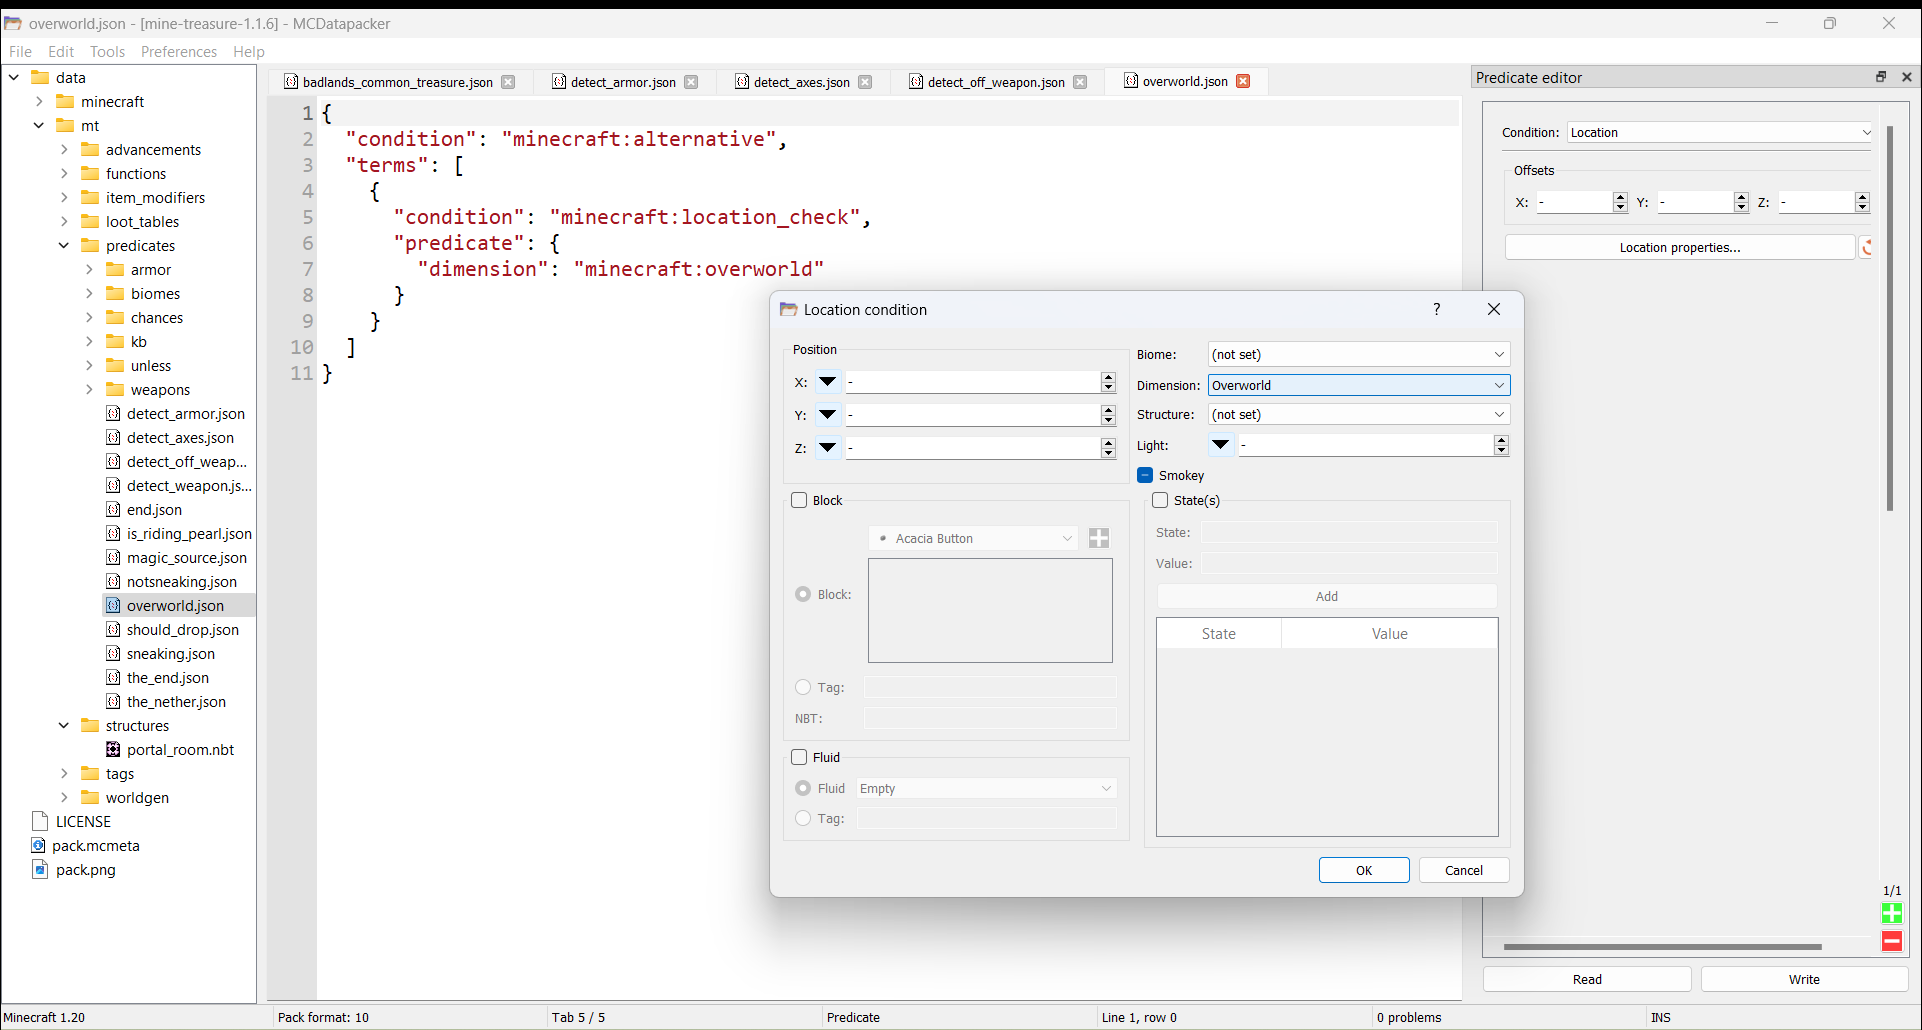 overworld.json - [mine-treasure-1.1.6] - MCDatapacker
File Edit Tools Preferences Help
data
minecraft
mt
advancements
functions
item_modifiers
loot_tables
predicates
armor
biomes
chances
kb
unless
weapons
detect_armor.json
detect_axes.json
detect_off_weap...
detect_weapon.js...
end.json
is_riding_pearl.json
magic_source.json
notsneaking.json
overworld.json
should_drop.json
sneaking.json
the_end.json
the_nether.json
structures
portal_room.nbt
tags
worldgen
LICENSE
pack.mcmeta
pack.png
badlands_common_treasure.json detect_armor.json detect_axes.json detect_off_weapon.json overworld.json
1 {
2 "condition": "minecraft:alternative",
3 "terms": [
4 {
5 "condition": "minecraft:location_check",
6 "predicate": {
7 "dimension": "minecraft:overworld"
8 }
9 }
10 ]
11 }
Predicate editor
Condition: Location
Offsets
X: - Y: - Z: -
Location properties...
1/1
Read Write
Location condition ?
Position
X: -
Y: -
Z: -
Biome: (not set)
Dimension: Overworld
Structure: (not set)
Light: -
Smokey
Block
Acacia Button
Block:
Tag:
NBT:
Fluid
Fluid Empty
Tag:
State(s)
State:
Value:
Add
State Value
OK Cancel
Minecraft 1.20 Pack format: 10 Tab 5 / 5 Predicate Line 1, row 0 0 problems INS